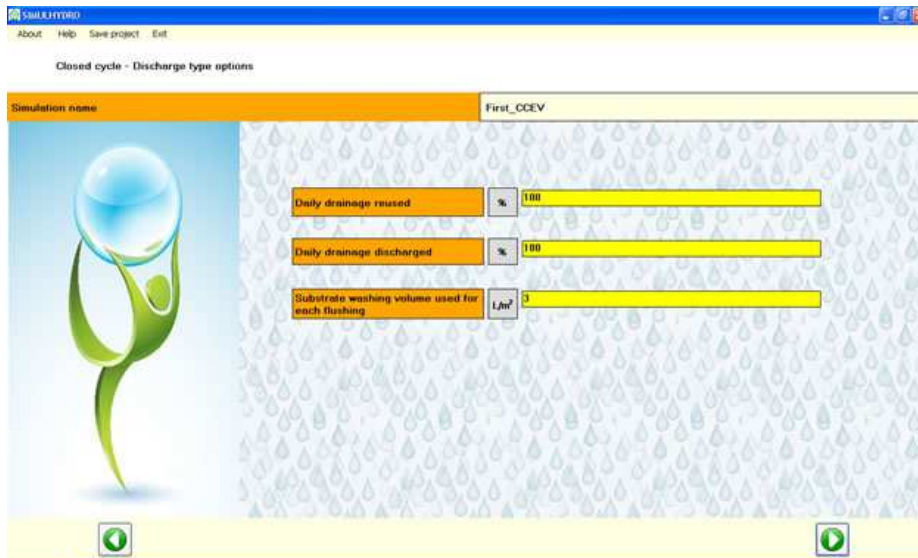 SIMULHYDRO
About Help Save project Exit
Closed cycle - Discharge type options
Simulation name First_CCEV
Daily drainage reused % 100
Daily drainage discharged % 100
Substrate washing volume used for L/m² 3
each flushing